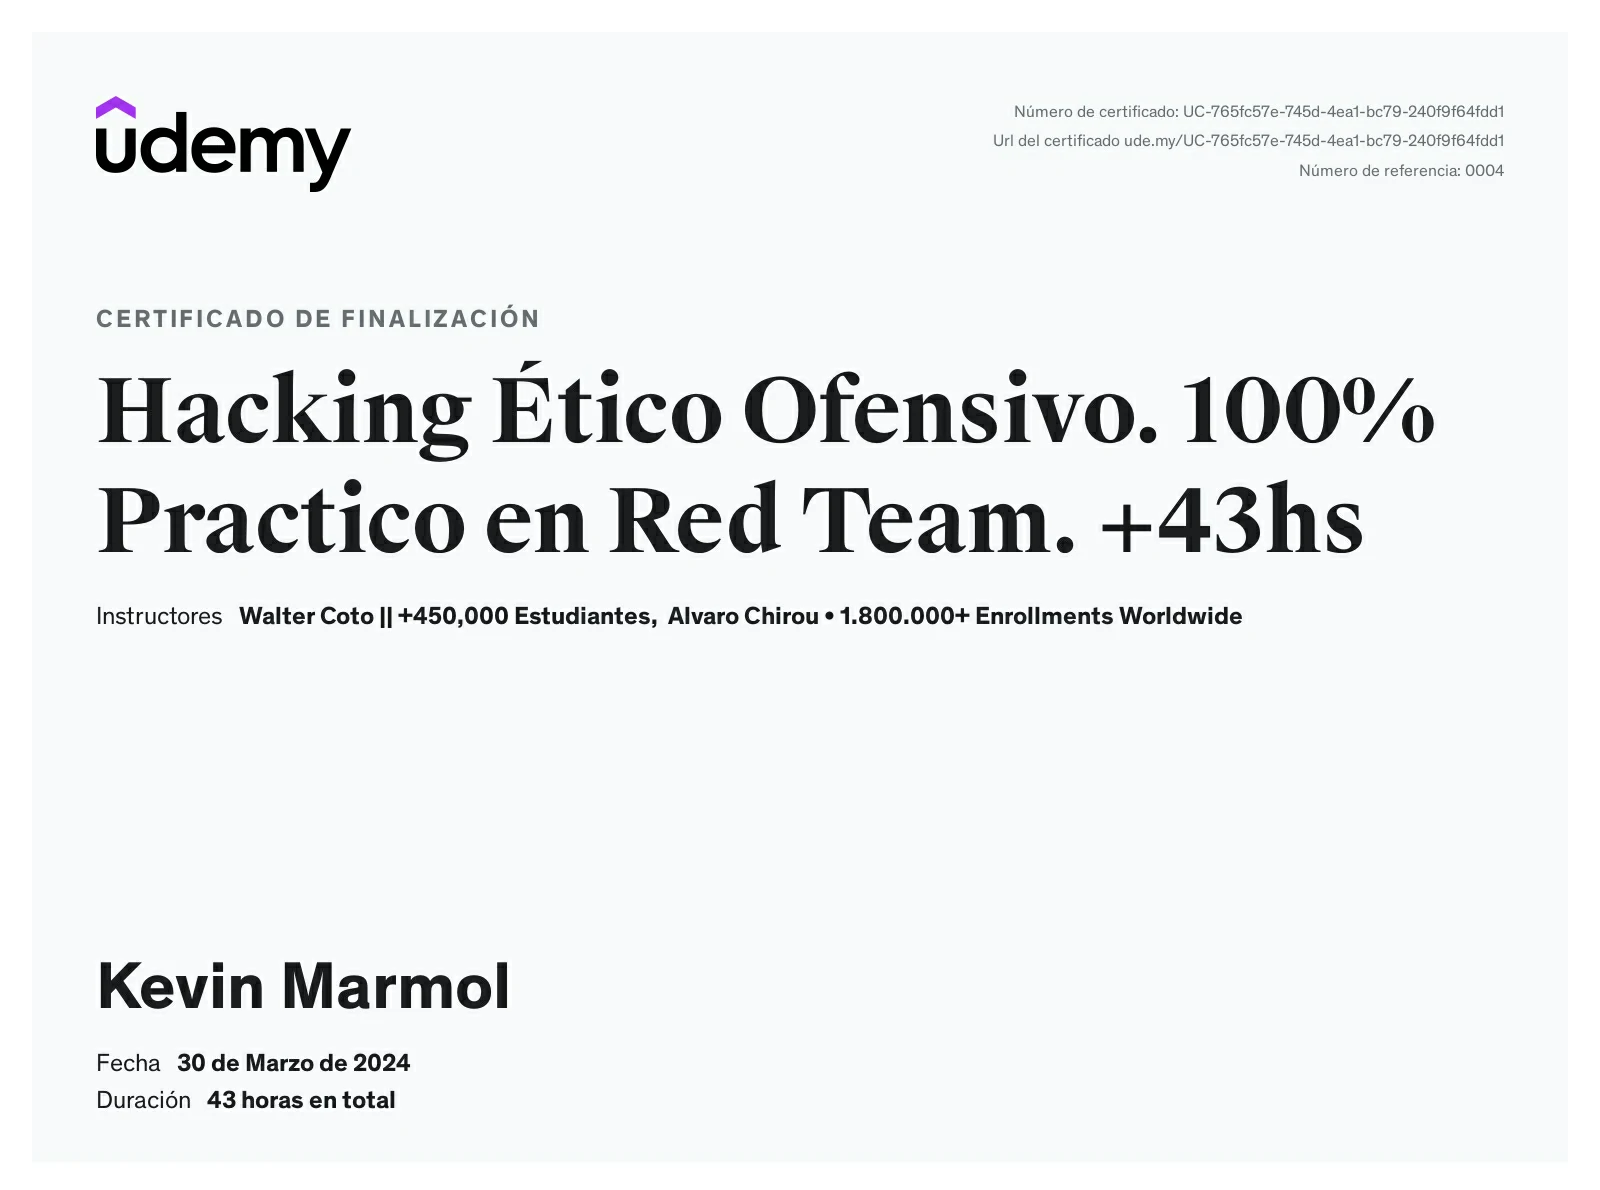 udemy
Número de certificado: UC-765fc57e-745d-4ea1-bc79-240f9f64fdd1
Url del certificado ude.my/UC-765fc57e-745d-4ea1-bc79-240f9f64fdd1
Número de referencia: 0004
CERTIFICADO DE FINALIZACIÓN
Hacking Ético Ofensivo. 100%
Practico en Red Team. +43hs
Instructores Walter Coto || +450,000 Estudiantes, Alvaro Chirou • 1.800.000+ Enrollments Worldwide
Kevin Marmol
Fecha 30 de Marzo de 2024
Duración 43 horas en total